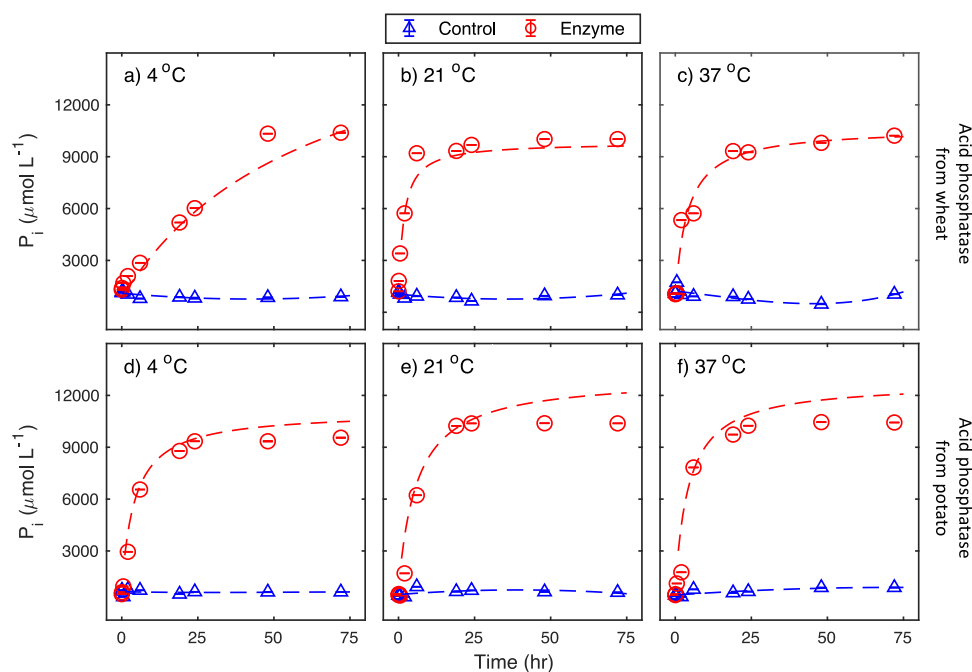 Control Enzyme
a) 4 °C
b) 21 °C
c) 37 °C
12000
9000
6000
3000
P_i (μmol L⁻¹)
Acid phosphatase
from wheat
d) 4 °C
e) 21 °C
f) 37 °C
12000
9000
6000
3000
P_i (μmol L⁻¹)
Acid phosphatase
from potato
0 25 50 75 0 25 50 75 0 25 50 75
Time (hr)